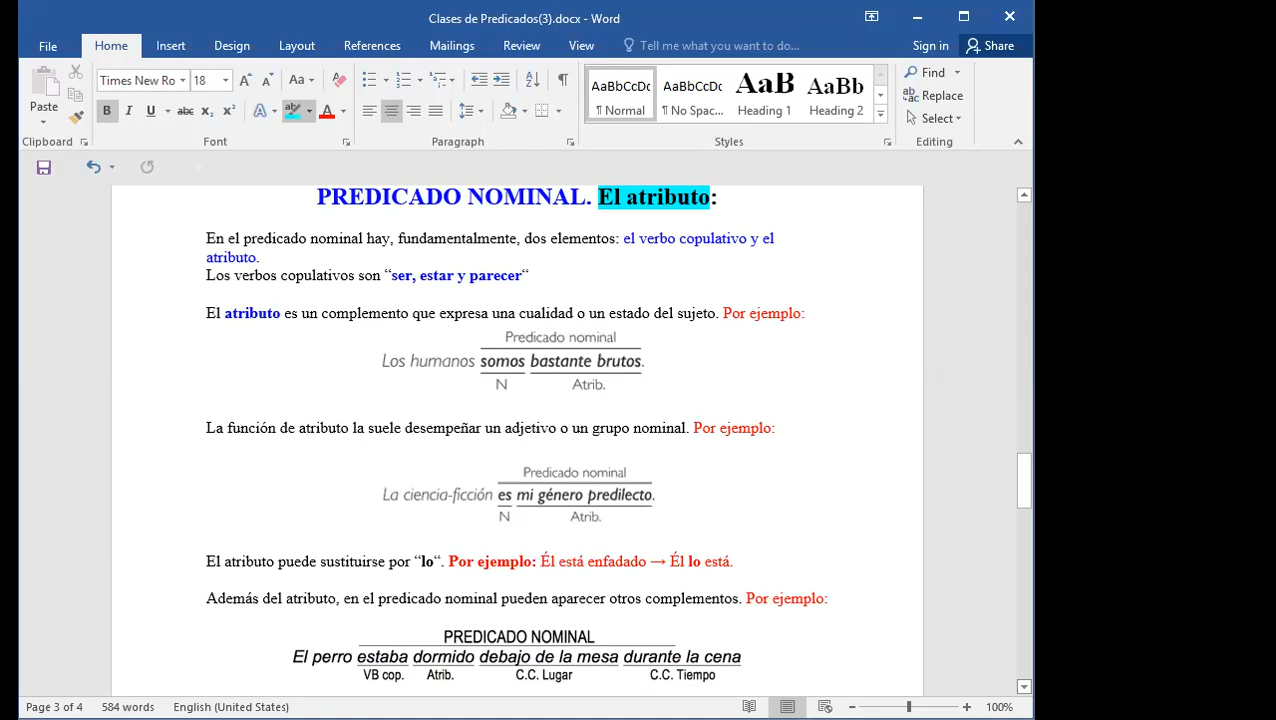 Clases de Predicados(3).docx - Word
File Home Insert Design Layout References Mailings Review View Tell me what you want to do... Sign in Share
Times New Ro 18 Aa AaBbCcDc AaBbCcDc AaB AaBbC Find
Paste B I U abc x₂ x² A ab A ¶ Normal ¶ No Spac... Heading 1 Heading 2 Replace
Select
Clipboard Font Paragraph Styles Editing
PREDICADO NOMINAL. El atributo:
En el predicado nominal hay, fundamentalmente, dos elementos: el verbo copulativo y el
atributo.
Los verbos copulativos son “ser, estar y parecer“
El atributo es un complemento que expresa una cualidad o un estado del sujeto. Por ejemplo:
Predicado nominal
Los humanos somos bastante brutos.
N Atrib.
La función de atributo la suele desempeñar un adjetivo o un grupo nominal. Por ejemplo:
Predicado nominal
La ciencia-ficción es mi género predilecto.
N Atrib.
El atributo puede sustituirse por “lo“. Por ejemplo: Él está enfadado → Él lo está.
Además del atributo, en el predicado nominal pueden aparecer otros complementos. Por ejemplo:
PREDICADO NOMINAL
El perro estaba dormido debajo de la mesa durante la cena
VB cop. Atrib. C.C. Lugar C.C. Tiempo
Page 3 of 4 584 words English (United States) 100%